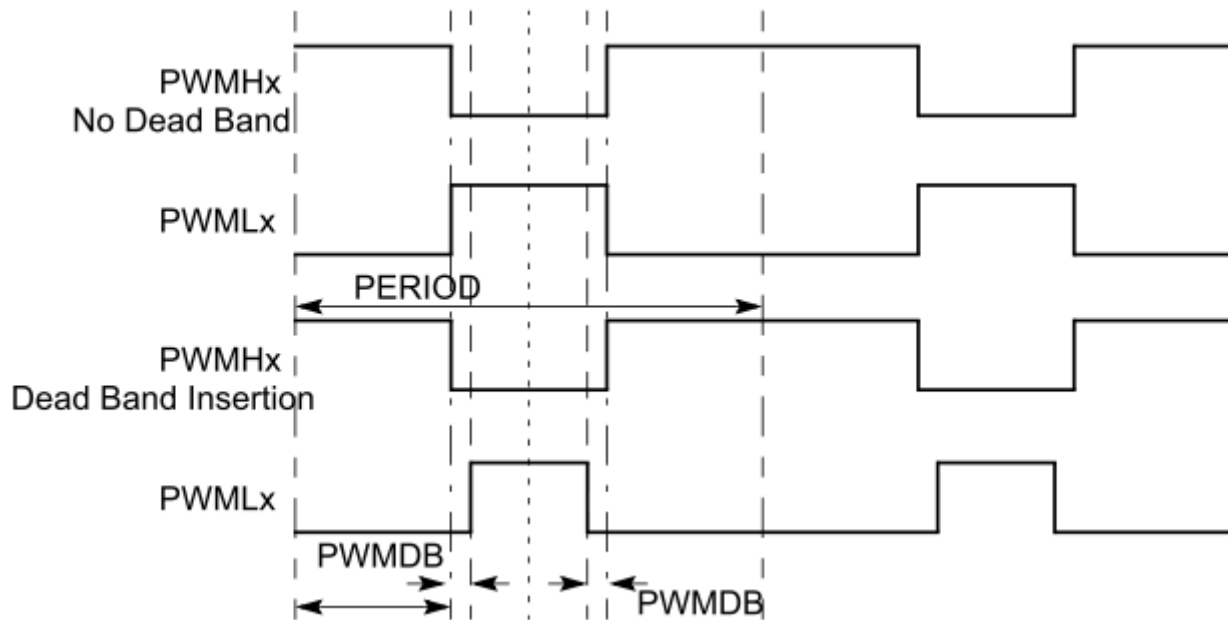 PWMHx
No Dead Band
PWMLx
PERIOD
PWMHx
Dead Band Insertion
PWMLx
PWMDB
PWMDB